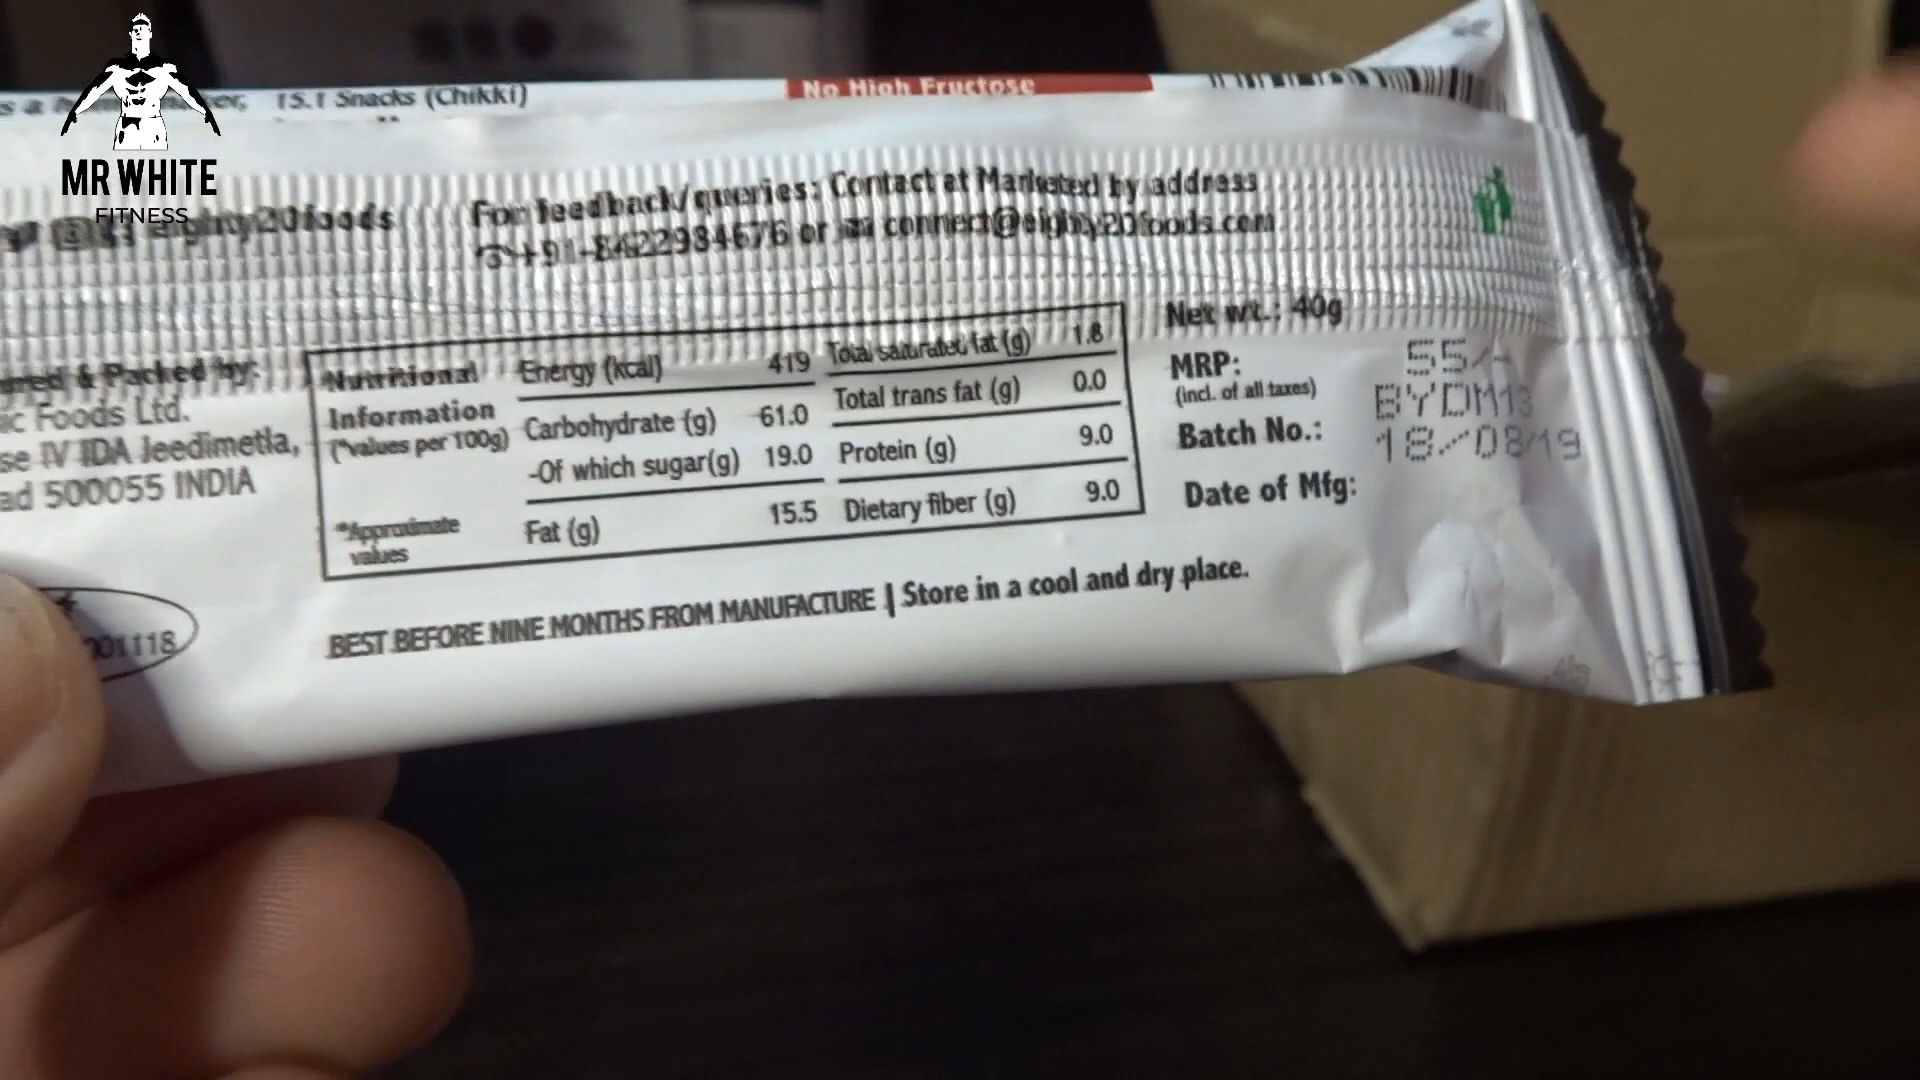 MR WHITE
FITNESS
15.1 Snacks (Chikki)
No High Fructose
eighty20foods
For feedback/queries: Contact at Marketed by address
+91-8422984676 or connect@eighty20foods.com
& Packed by:
Foods Ltd.
IV IDA Jeedimetla,
500055 INDIA
001118
Nutritional
Information
(*values per 100g)
*Approximate
values
Energy (kcal) 419
Carbohydrate (g) 61.0
-Of which sugar(g) 19.0
Fat (g) 15.5
Total saturated fat (g) 1.8
Total trans fat (g) 0.0
Protein (g) 9.0
Dietary fiber (g) 9.0
Net wt.: 40g
MRP: 55/-
(incl. of all taxes)
Batch No.: BYDM13
Date of Mfg: 18/08/19
BEST BEFORE NINE MONTHS FROM MANUFACTURE | Store in a cool and dry place.